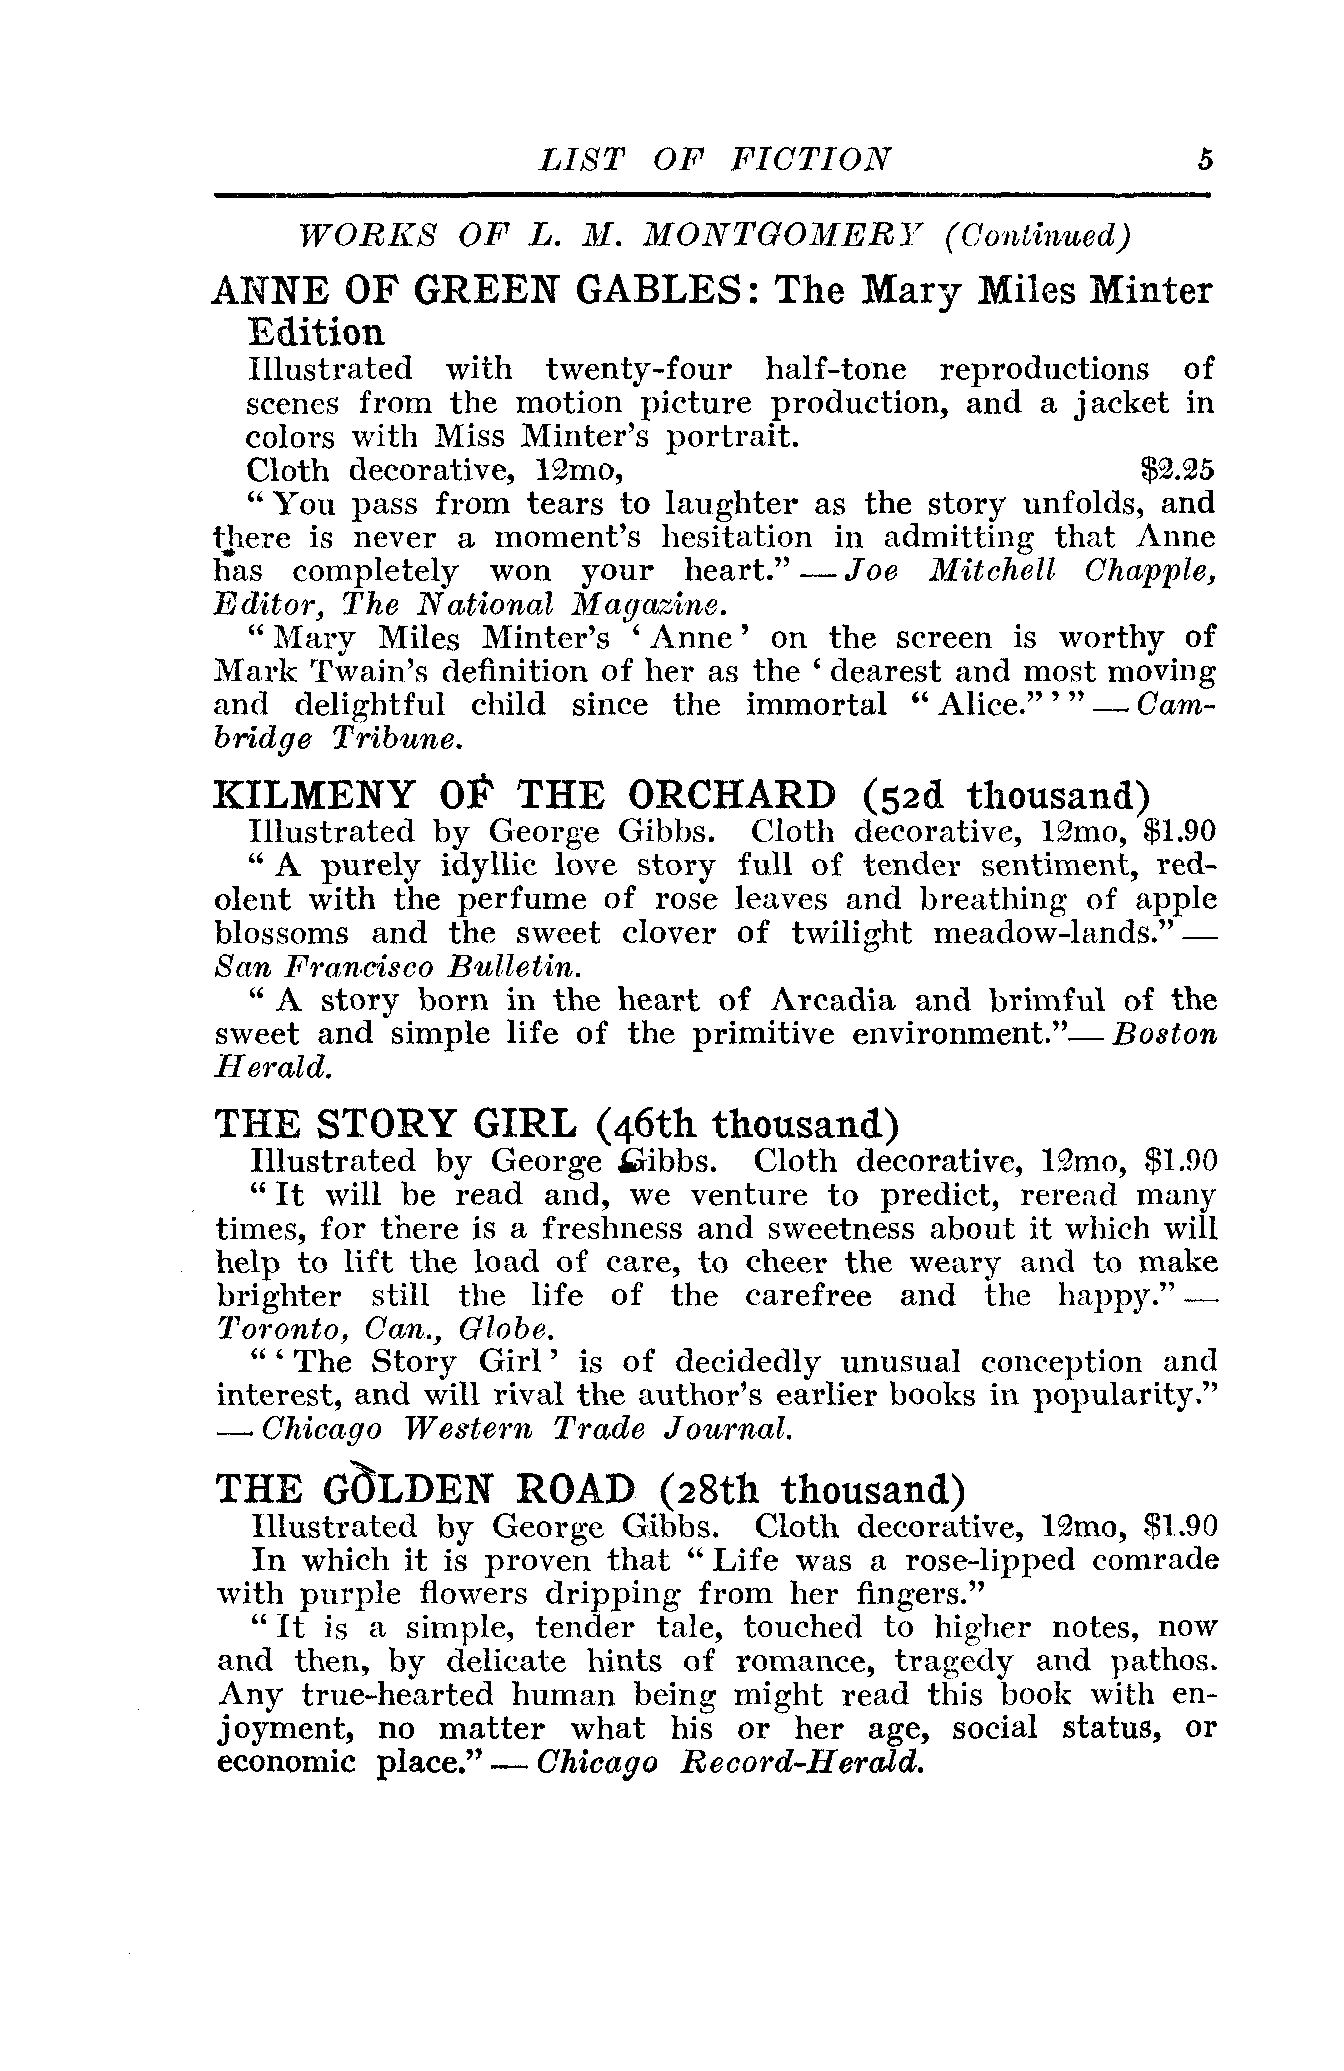 LIST OF FICTION 5
WORKS OF L. M. MONTGOMERY (Continued)
ANNE OF GREEN GABLES: The Mary Miles Minter
Edition
Illustrated with twenty-four half-tone reproductions of
scenes from the motion picture production, and a jacket in
colors with Miss Minter's portrait.
Cloth decorative, 12mo, $2.25
“ You pass from tears to laughter as the story unfolds, and
there is never a moment's hesitation in admitting that Anne
has completely won your heart.” — Joe Mitchell Chapple,
Editor, The National Magazine.
“ Mary Miles Minter's ‘ Anne ’ on the screen is worthy of
Mark Twain's definition of her as the ‘ dearest and most moving
and delightful child since the immortal “ Alice.” ’ ” — Cam-
bridge Tribune.
KILMENY OF THE ORCHARD (52d thousand)
Illustrated by George Gibbs. Cloth decorative, 12mo, $1.90
“ A purely idyllic love story full of tender sentiment, red-
olent with the perfume of rose leaves and breathing of apple
blossoms and the sweet clover of twilight meadow-lands.” —
San Francisco Bulletin.
“ A story born in the heart of Arcadia and brimful of the
sweet and simple life of the primitive environment.”— Boston
Herald.
THE STORY GIRL (46th thousand)
Illustrated by George Gibbs. Cloth decorative, 12mo, $1.90
“ It will be read and, we venture to predict, reread many
times, for there is a freshness and sweetness about it which will
help to lift the load of care, to cheer the weary and to make
brighter still the life of the carefree and the happy.” —
Toronto, Can., Globe.
“ ‘ The Story Girl ’ is of decidedly unusual conception and
interest, and will rival the author's earlier books in popularity.”
— Chicago Western Trade Journal.
THE GOLDEN ROAD (28th thousand)
Illustrated by George Gibbs. Cloth decorative, 12mo, $1.90
In which it is proven that “ Life was a rose-lipped comrade
with purple flowers dripping from her fingers.”
“ It is a simple, tender tale, touched to higher notes, now
and then, by delicate hints of romance, tragedy and pathos.
Any true-hearted human being might read this book with en-
joyment, no matter what his or her age, social status, or
economic place.” — Chicago Record-Herald.